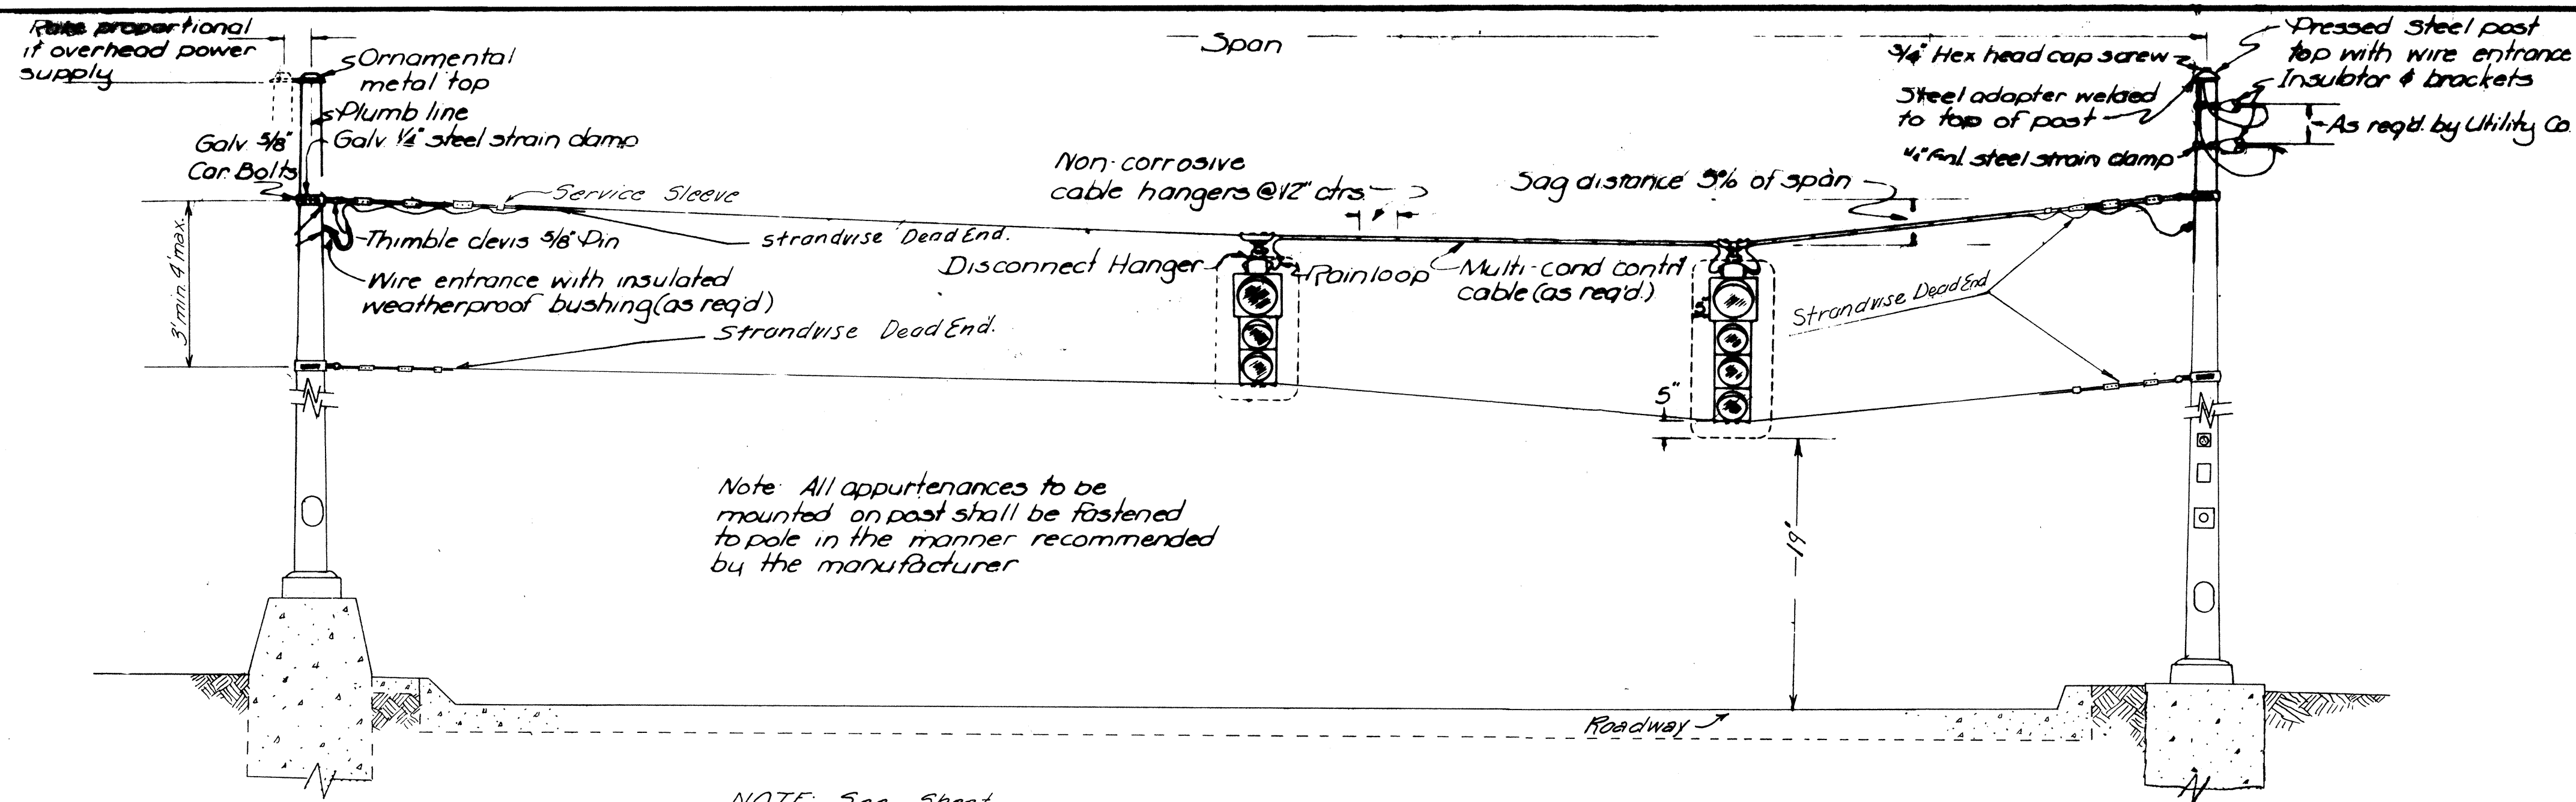 proportional
if overhead power
supply
Ornamental
metal top
Plumb line
Galv. 1/4" steel strain clamp
Galv. 5/8"
Car. Bolts
Service Sleeve
Thimble clevis 5/8" Pin
Strandvise Dead End.
Wire entrance with insulated
weatherproof bushing (as req'd)
Strandvise Dead End.
3' min. 4' max.
Span
Non-corrosive
cable hangers @ 12" ctrs.
Disconnect Hanger
Rainloop
Multi-cond contrl
cable (as req'd.)
Sag distance 5% of span
3/4" Hex head cap screw
Steel adapter welded
to top of post
steel strain clamp
Pressed steel post
top with wire entrance
Insulator & brackets
As req'd. by Utility Co.
Strandvise Dead End
5"
5"
19'
Note: All appurtenances to be
mounted on post shall be fastened
to pole in the manner recommended
by the manufacturer
Roadway
NOTE: See Sheet